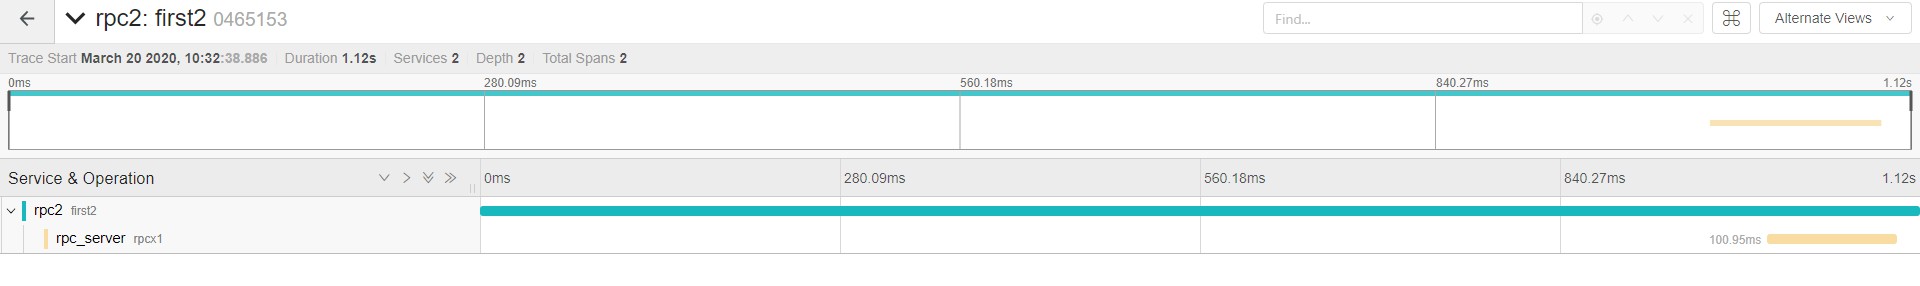 rpc2: first2 0465153
Find...
Alternate Views
Trace Start March 20 2020, 10:32:38.886 Duration 1.12s Services 2 Depth 2 Total Spans 2
0ms 280.09ms 560.18ms 840.27ms 1.12s
Service & Operation 0ms 280.09ms 560.18ms 840.27ms 1.12s
rpc2 first2
rpc_server rpcx1 100.95ms